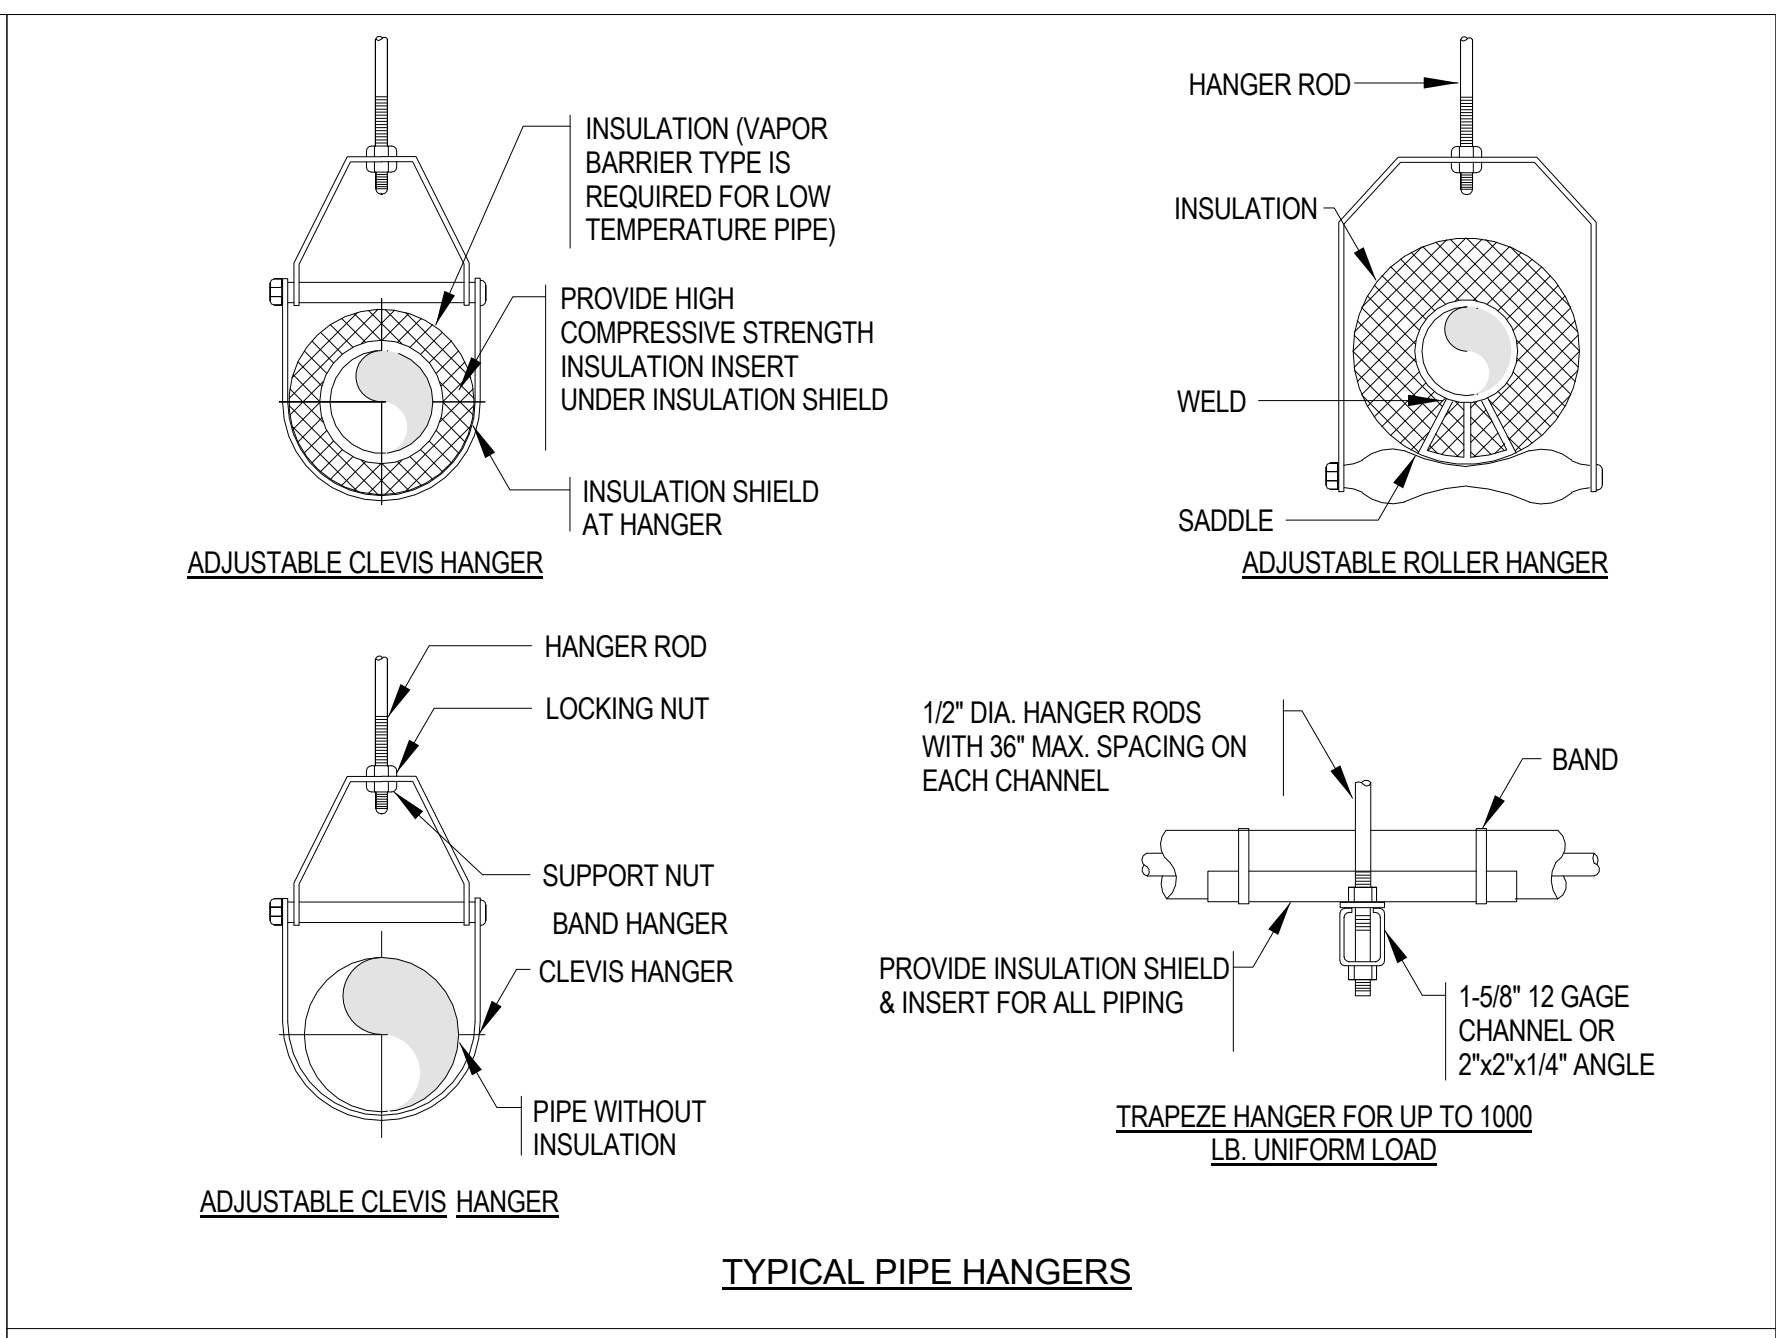 INSULATION (VAPOR
BARRIER TYPE IS
REQUIRED FOR LOW
TEMPERATURE PIPE)
PROVIDE HIGH
COMPRESSIVE STRENGTH
INSULATION INSERT
UNDER INSULATION SHIELD
INSULATION SHIELD
AT HANGER
ADJUSTABLE CLEVIS HANGER
HANGER ROD
INSULATION
WELD
SADDLE
ADJUSTABLE ROLLER HANGER
HANGER ROD
LOCKING NUT
SUPPORT NUT
BAND HANGER
CLEVIS HANGER
PIPE WITHOUT
INSULATION
ADJUSTABLE CLEVIS HANGER
1/2" DIA. HANGER RODS
WITH 36" MAX. SPACING ON
EACH CHANNEL
BAND
PROVIDE INSULATION SHIELD
& INSERT FOR ALL PIPING
1-5/8" 12 GAGE
CHANNEL OR
2"x2"x1/4" ANGLE
TRAPEZE HANGER FOR UP TO 1000
LB. UNIFORM LOAD
TYPICAL PIPE HANGERS